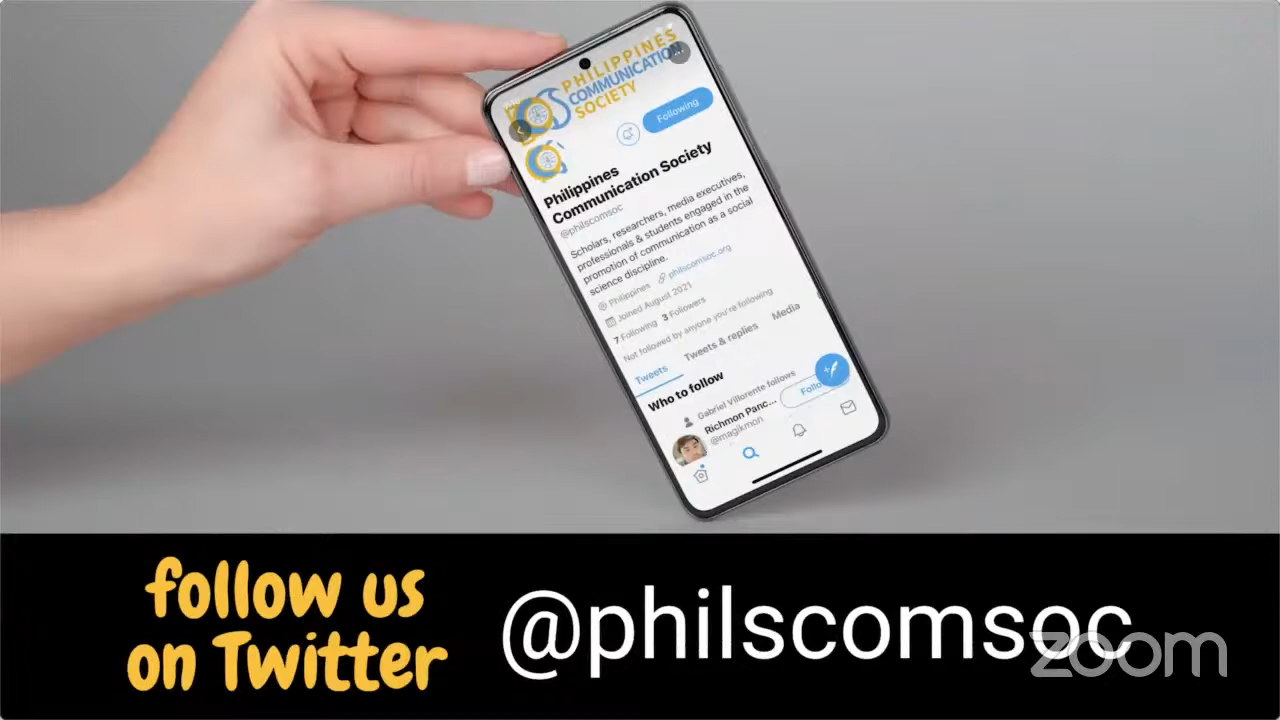 PHILIPPINES
COMMUNICATION
SOCIETY
Following
Philippines
Communication Society
@philscomsoc
Scholars, researchers, media executives,
professionals & students engaged in the
promotion of communication as a social
science discipline.
Philippines philscomsoc.org
Joined August 2021
7 Following 3 Followers
Not followed by anyone you're following
Tweets Tweets & replies Media
Who to follow
Gabriel Villorente follows
Richmon Panc...
@magikmon
follow us
on Twitter
@philscomsoc
zoom